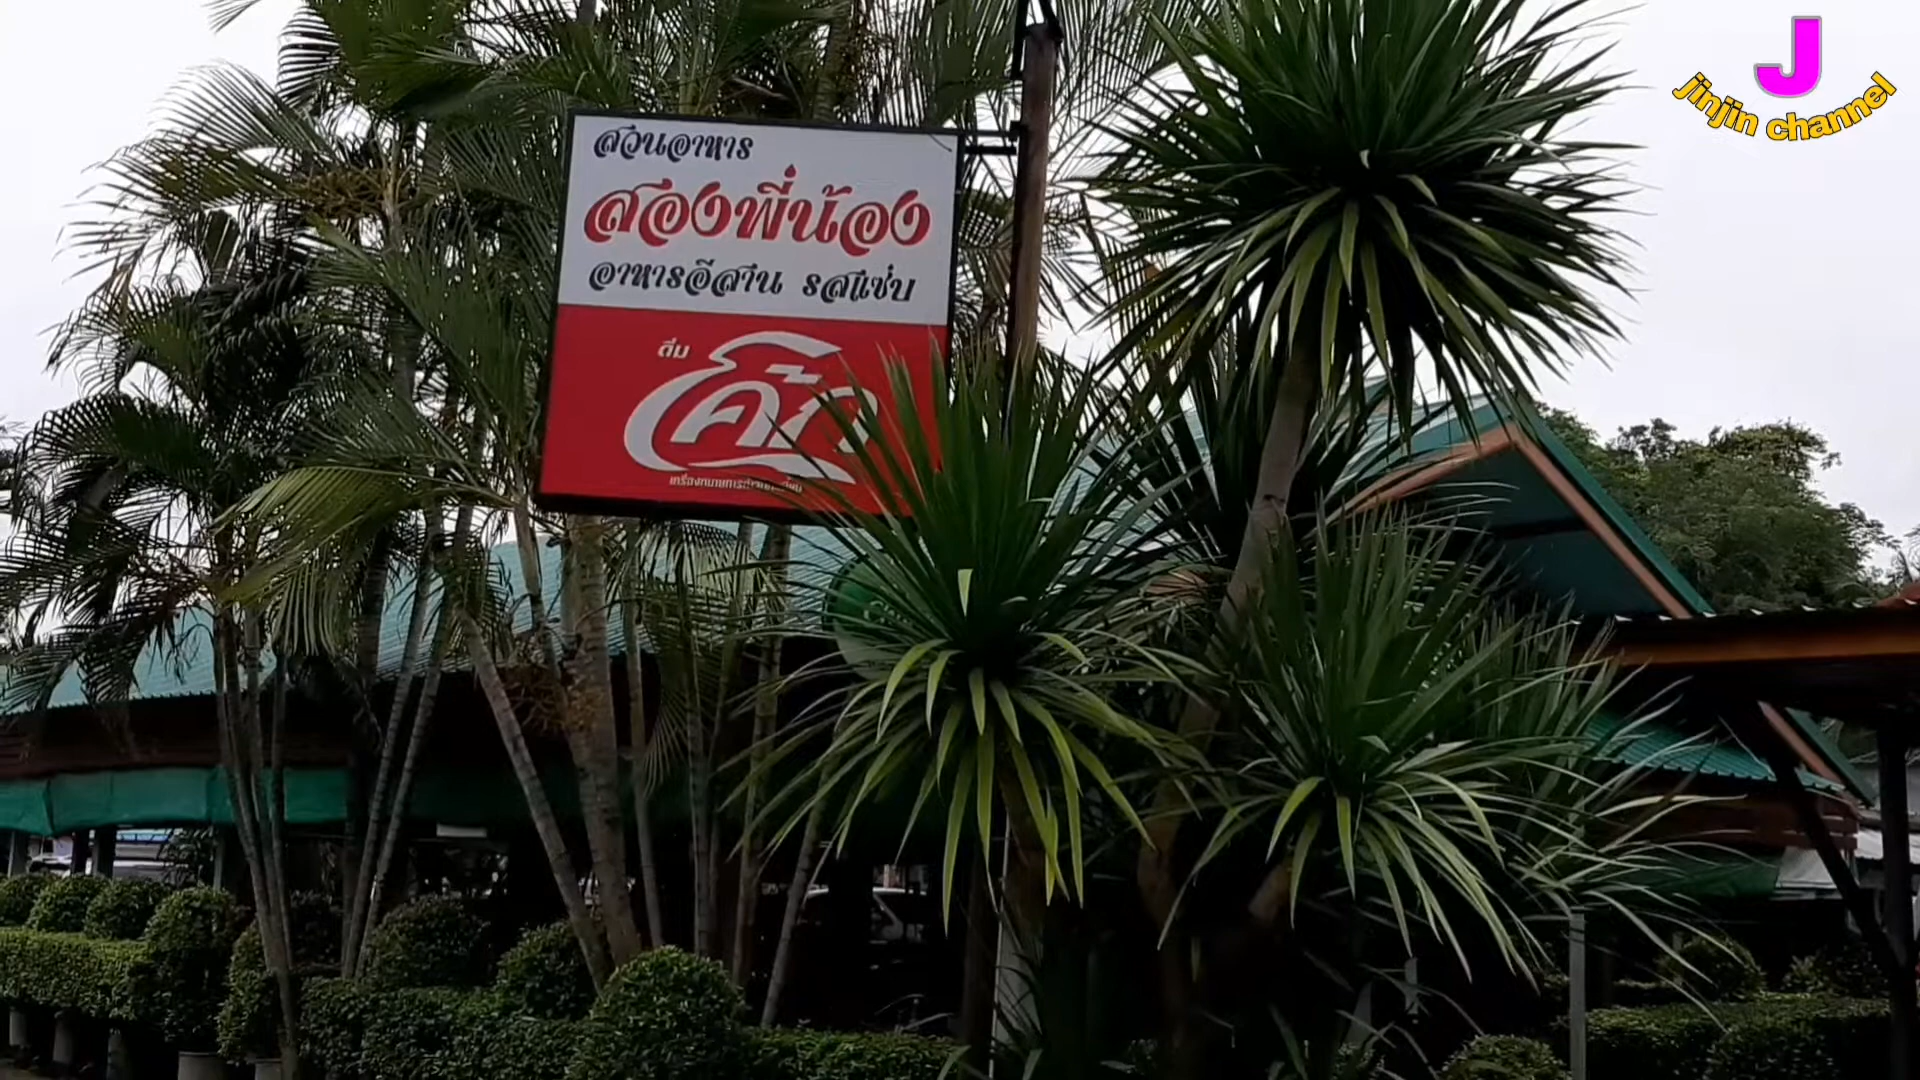 สวนอาหาร
สองพี่น้อง
อาหารอีสาน รสแซ่บ
ดื่ม
โค้ก
J
jinjin channel